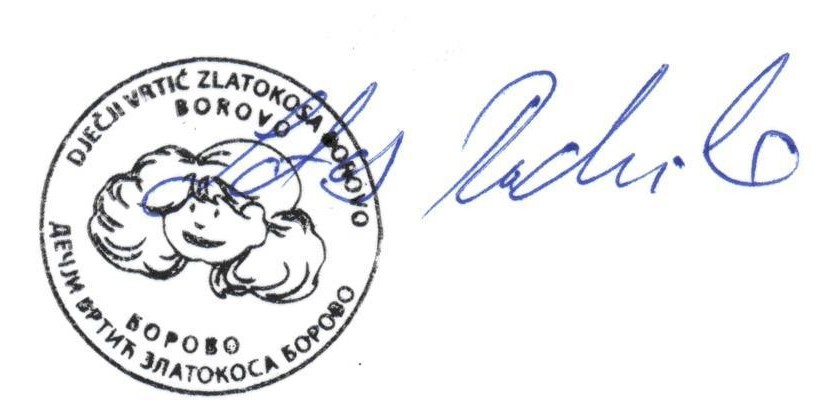 DJEČJI VRTIĆ ZLATOKOSA BOROVO
BOROVO
БОРОВО
ДЕЧЈИ ВРТИЋ ЗЛАТОКОСА БОРОВО